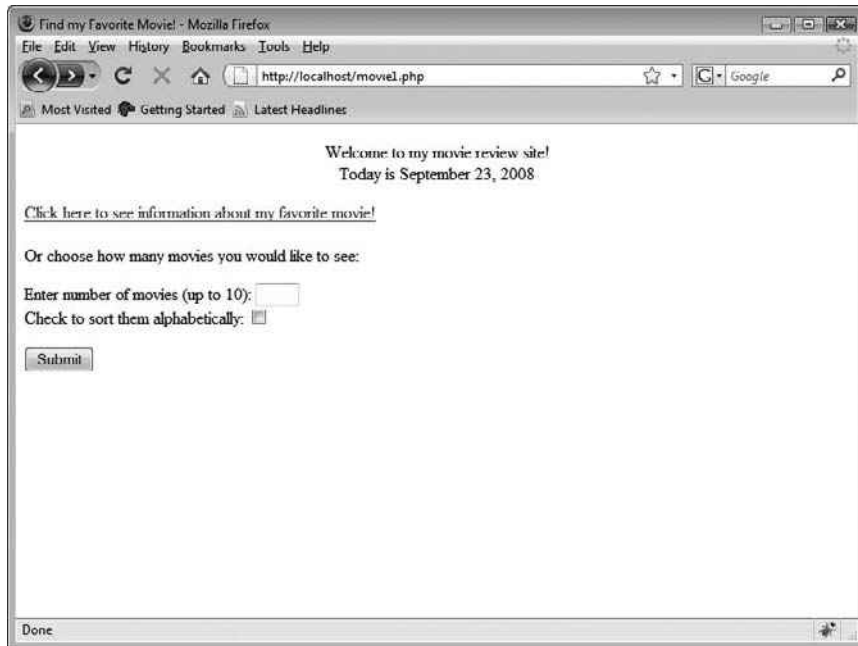 Find my Favorite Movie! - Mozilla Firefox
File Edit View History Bookmarks Tools Help
http://localhost/movie1.php
G Google
Most Visited Getting Started Latest Headlines
Welcome to my movie review site!
Today is September 23, 2008
Click here to see information about my favorite movie!
Or choose how many movies you would like to see:
Enter number of movies (up to 10):
Check to sort them alphabetically:
Submit
Done